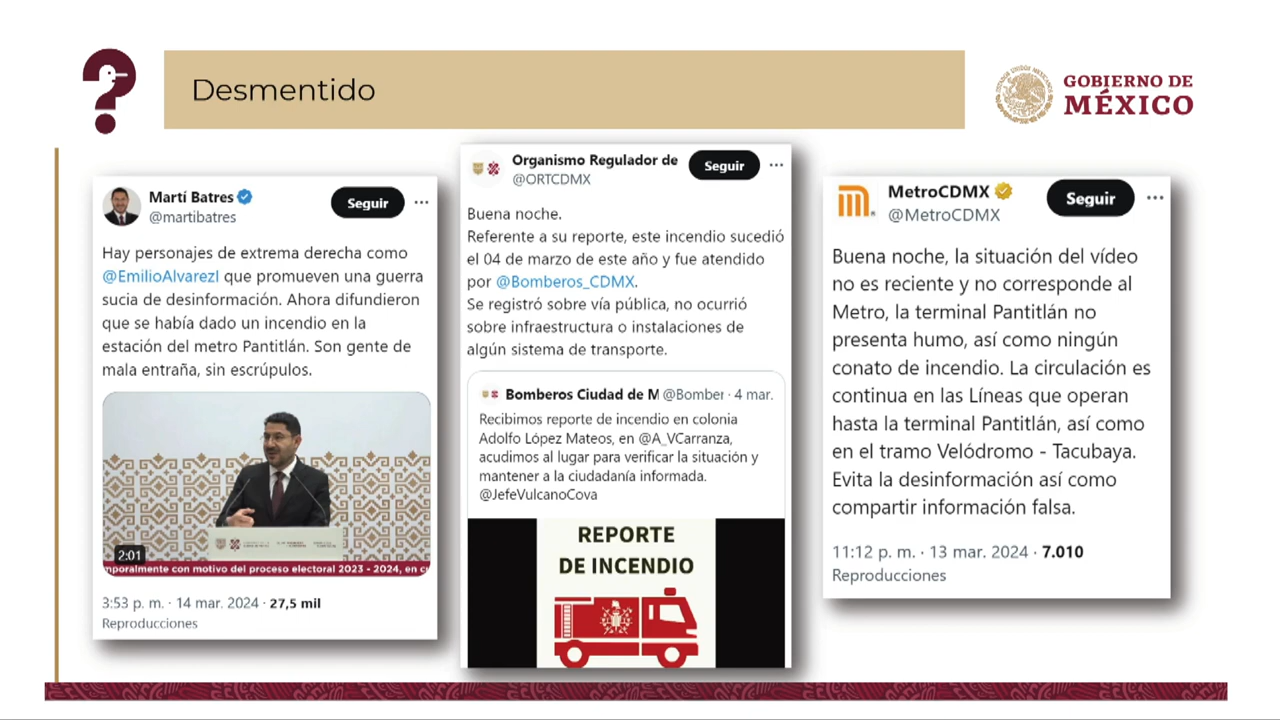 Desmentido
GOBIERNO DE
MÉXICO
Martí Batres
@martibatres
Seguir
Hay personajes de extrema derecha como
@EmilioAlvarezI que promueven una guerra
sucia de desinformación. Ahora difundieron
que se había dado un incendio en la
estación del metro Pantitlán. Son gente de
mala entraña, sin escrúpulos.
2:01
mporalmente con motivo del proceso electoral 2023 - 2024, en c
3:53 p. m. · 14 mar. 2024 · 27,5 mil
Reproducciones
Organismo Regulador de
@ORTCDMX
Seguir
Buena noche.
Referente a su reporte, este incendio sucedió
el 04 de marzo de este año y fue atendido
por @Bomberos_CDMX.
Se registró sobre vía pública, no ocurrió
sobre infraestructura o instalaciones de
algún sistema de transporte.
Bomberos Ciudad de M @Bomber · 4 mar.
Recibimos reporte de incendio en colonia
Adolfo López Mateos, en @A_VCarranza,
acudimos al lugar para verificar la situación y
mantener a la ciudadanía informada.
@JefeVulcanoCova
REPORTE
DE INCENDIO
MetroCDMX
@MetroCDMX
Seguir
Buena noche, la situación del vídeo
no es reciente y no corresponde al
Metro, la terminal Pantitlán no
presenta humo, así como ningún
conato de incendio. La circulación es
continua en las Líneas que operan
hasta la terminal Pantitlán, así como
en el tramo Velódromo - Tacubaya.
Evita la desinformación así como
compartir información falsa.
11:12 p. m. · 13 mar. 2024 · 7.010
Reproducciones